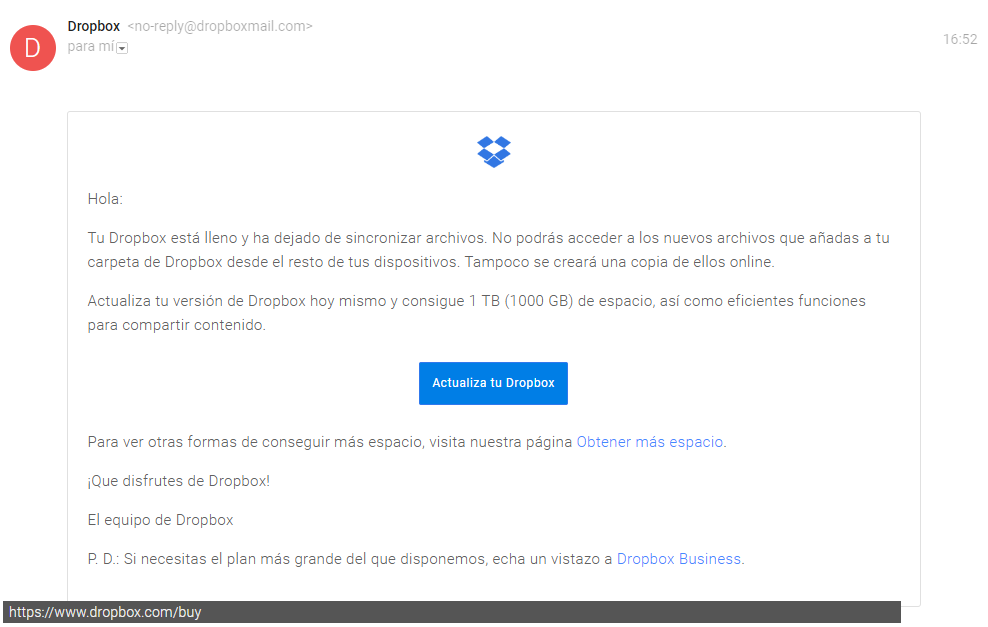 D
Dropbox <no-reply@dropboxmail.com>
para mí
16:52
Hola:
Tu Dropbox está lleno y ha dejado de sincronizar archivos. No podrás acceder a los nuevos archivos que añadas a tu
carpeta de Dropbox desde el resto de tus dispositivos. Tampoco se creará una copia de ellos online.
Actualiza tu versión de Dropbox hoy mismo y consigue 1 TB (1000 GB) de espacio, así como eficientes funciones
para compartir contenido.
Actualiza tu Dropbox
Para ver otras formas de conseguir más espacio, visita nuestra página Obtener más espacio.
¡Que disfrutes de Dropbox!
El equipo de Dropbox
P. D.: Si necesitas el plan más grande del que disponemos, echa un vistazo a Dropbox Business.
https://www.dropbox.com/buy